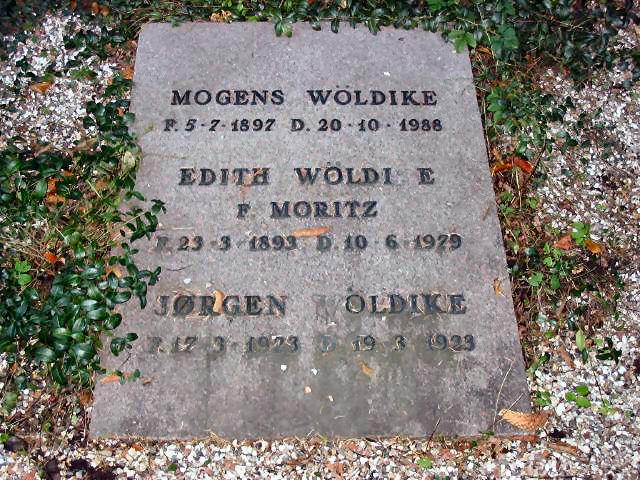 MOGENS WÖLDIKE
F. 5-7-1897 D. 20-10-1988
EDITH WÖLDI E
F. MORITZ
F. 23-3-1893 D. 10-6-1979
JØRGEN WÖLDIKE
F. 17-3-1923 D. 19-3-1923